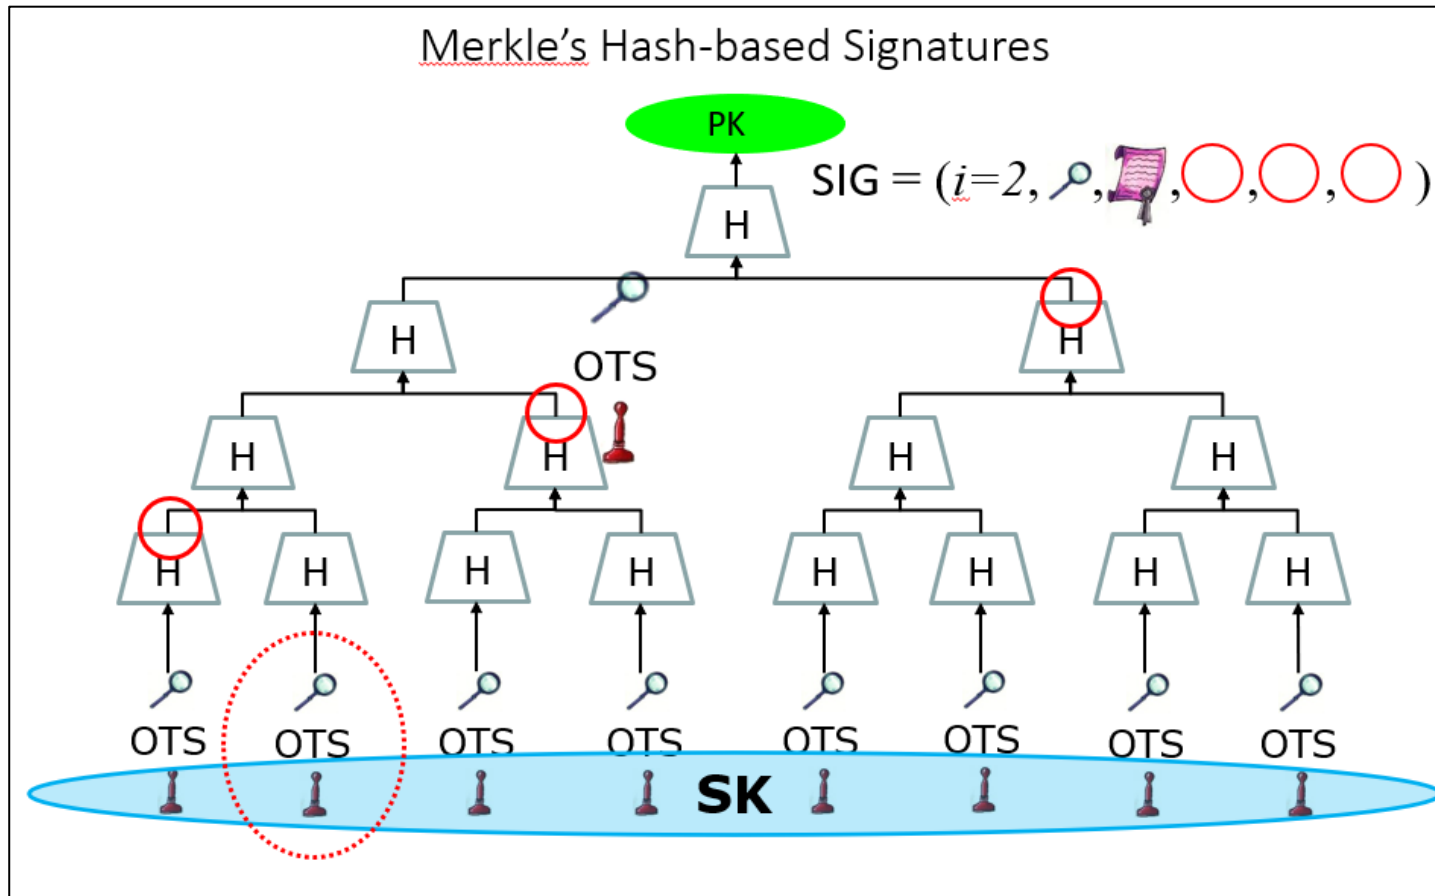 Merkle's Hash-based Signatures
PK
SIG = (i=2, , , , , )
H
H
H
OTS
H
H
H
H
H
H
H
H
H
H
H
H
OTS
OTS
OTS
OTS
OTS
OTS
OTS
OTS
SK